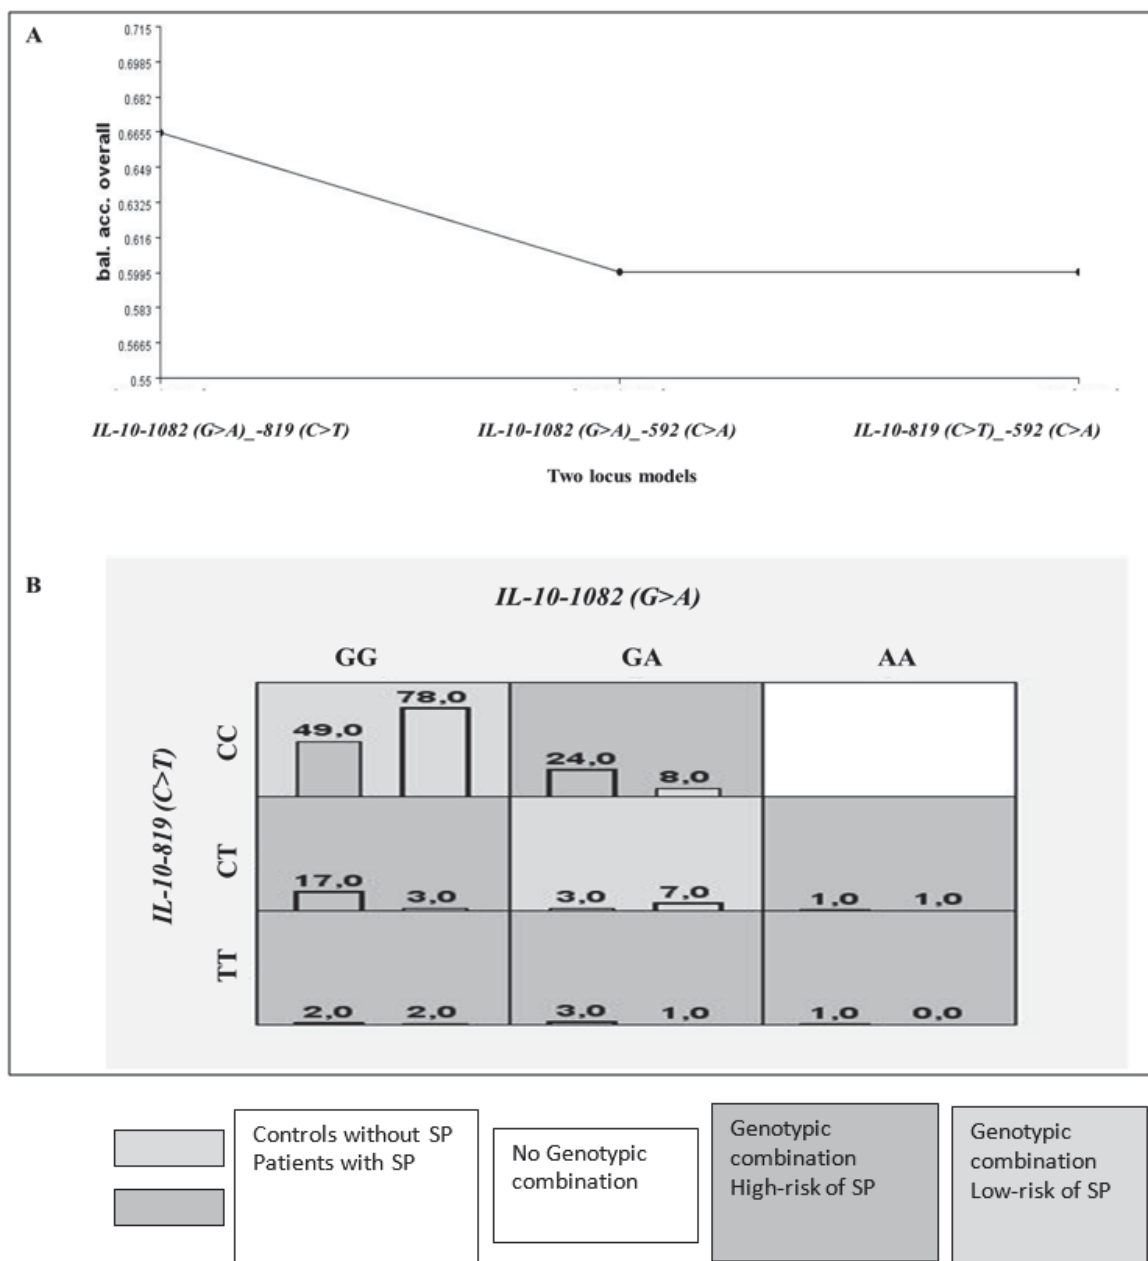 A
0.715
0.6985
0.682
0.6655
0.649
0.6325
0.616
0.5995
0.583
0.5665
0.55
bal. acc. overall
IL-10-1082 (G>A)_-819 (C>T)
IL-10-1082 (G>A)_-592 (C>A)
IL-10-819 (C>T)_-592 (C>A)
Two locus models
B
IL-10-1082 (G>A)
GG GA AA
IL-10-819 (C>T)
CC
49,0 78,0 24,0 8,0
CT
17,0 3,0 3,0 7,0 1,0 1,0
TT
2,0 2,0 3,0 1,0 1,0 0,0
Controls without SP
Patients with SP
No Genotypic
combination
Genotypic
combination
High-risk of SP
Genotypic
combination
Low-risk of SP